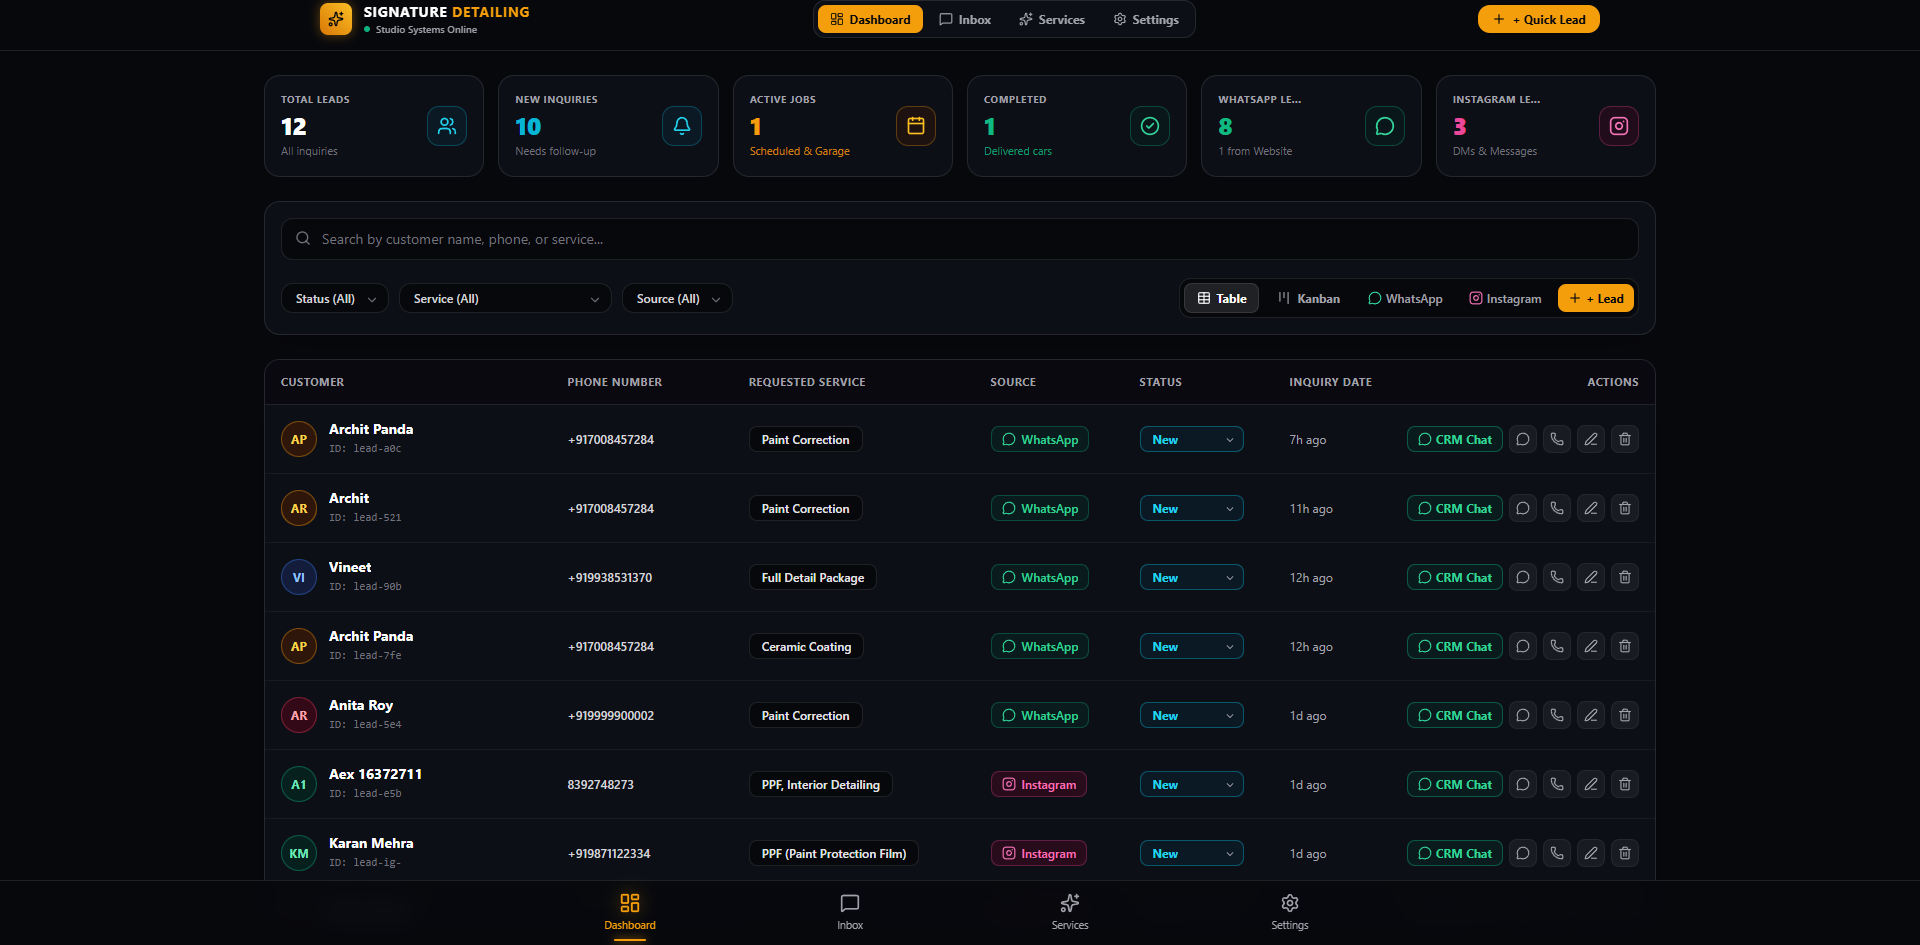 SIGNATURE DETAILING
Studio Systems Online
Dashboard
Inbox
Services
Settings
+ Quick Lead
TOTAL LEADS
12
All inquiries
NEW INQUIRIES
10
Needs follow-up
ACTIVE JOBS
1
Scheduled & Garage
COMPLETED
1
Delivered cars
WHATSAPP LE...
8
1 from Website
INSTAGRAM LE...
3
DMs & Messages
Search by customer name, phone, or service...
Status (All)
Service (All)
Source (All)
Table
Kanban
WhatsApp
Instagram
+ Lead
CUSTOMER PHONE NUMBER REQUESTED SERVICE SOURCE STATUS INQUIRY DATE ACTIONS
AP Archit Panda +917008457284 Paint Correction WhatsApp New 7h ago CRM Chat
ID: lead-a0c
AR Archit +917008457284 Paint Correction WhatsApp New 11h ago CRM Chat
ID: lead-521
VI Vineet +919938531370 Full Detail Package WhatsApp New 12h ago CRM Chat
ID: lead-90b
AP Archit Panda +917008457284 Ceramic Coating WhatsApp New 12h ago CRM Chat
ID: lead-7fe
AR Anita Roy +919999900002 Paint Correction WhatsApp New 1d ago CRM Chat
ID: lead-5e4
A1 Aex 16372711 8392748273 PPF, Interior Detailing Instagram New 1d ago CRM Chat
ID: lead-e5b
KM Karan Mehra +919871122334 PPF (Paint Protection Film) Instagram New 1d ago CRM Chat
ID: lead-ig-
Dashboard
Inbox
Services
Settings